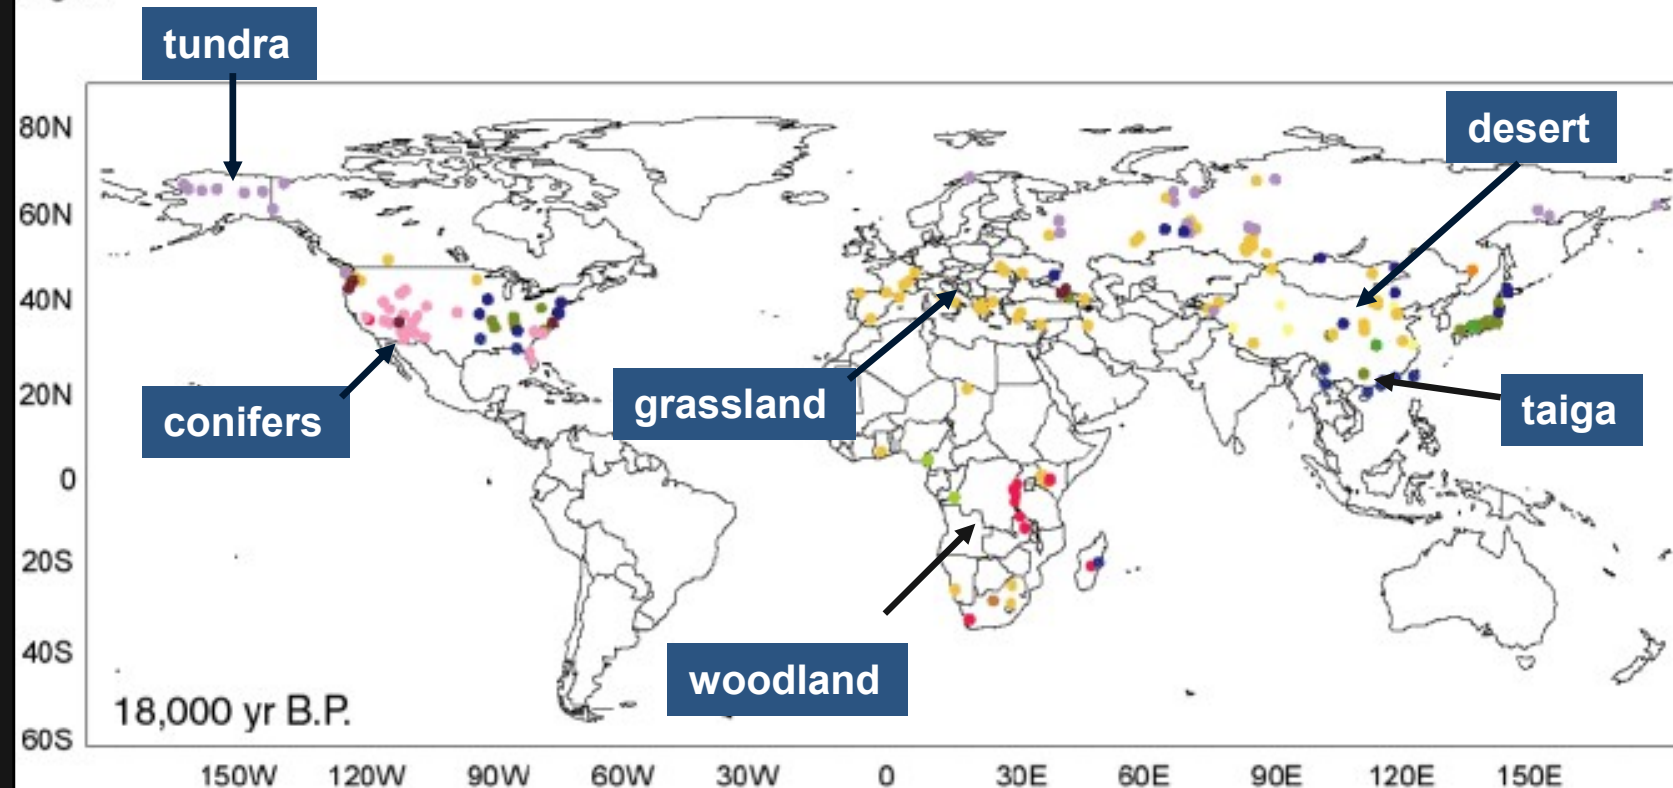 tundra
desert
80N
60N
40N
20N
0
20S
40S
60S
conifers
grassland
taiga
woodland
18,000 yr B.P.
150W 120W 90W 60W 30W 0 30E 60E 90E 120E 150E